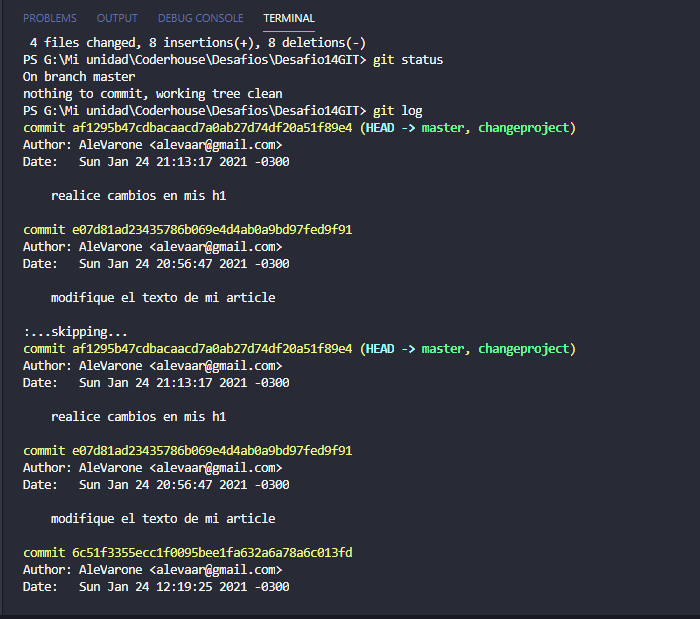 PROBLEMS OUTPUT DEBUG CONSOLE TERMINAL
4 files changed, 8 insertions(+), 8 deletions(-)
PS G:\Mi unidad\Coderhouse\Desafios\Desafio14GIT> git status
On branch master
nothing to commit, working tree clean
PS G:\Mi unidad\Coderhouse\Desafios\Desafio14GIT> git log
commit af1295b47cdbacaacd7a0ab27d74df20a51f89e4 (HEAD -> master, changeproject)
Author: AleVarone <alevaar@gmail.com>
Date:   Sun Jan 24 21:13:17 2021 -0300
realice cambios en mis h1
commit e07d81ad23435786b069e4d4ab0a9bd97fed9f91
Author: AleVarone <alevaar@gmail.com>
Date:   Sun Jan 24 20:56:47 2021 -0300
modifique el texto de mi article
:...skipping...
commit af1295b47cdbacaacd7a0ab27d74df20a51f89e4 (HEAD -> master, changeproject)
Author: AleVarone <alevaar@gmail.com>
Date:   Sun Jan 24 21:13:17 2021 -0300
realice cambios en mis h1
commit e07d81ad23435786b069e4d4ab0a9bd97fed9f91
Author: AleVarone <alevaar@gmail.com>
Date:   Sun Jan 24 20:56:47 2021 -0300
modifique el texto de mi article
commit 6c51f3355ecc1f0095bee1fa632a6a78a6c013fd
Author: AleVarone <alevaar@gmail.com>
Date:   Sun Jan 24 12:19:25 2021 -0300